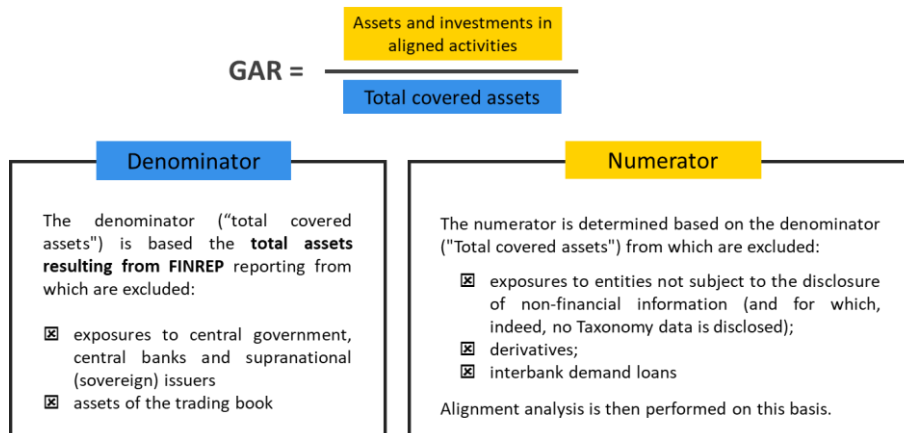 Assets and investments in
aligned activities
GAR =
Total covered assets
Denominator
The denominator ("total covered
assets") is based the total assets
resulting from FINREP reporting from
which are excluded:
exposures to central government,
central banks and supranational
(sovereign) issuers
assets of the trading book
Numerator
The numerator is determined based on the denominator
("Total covered assets") from which are excluded:
exposures to entities not subject to the disclosure
of non-financial information (and for which,
indeed, no Taxonomy data is disclosed);
derivatives;
interbank demand loans
Alignment analysis is then performed on this basis.